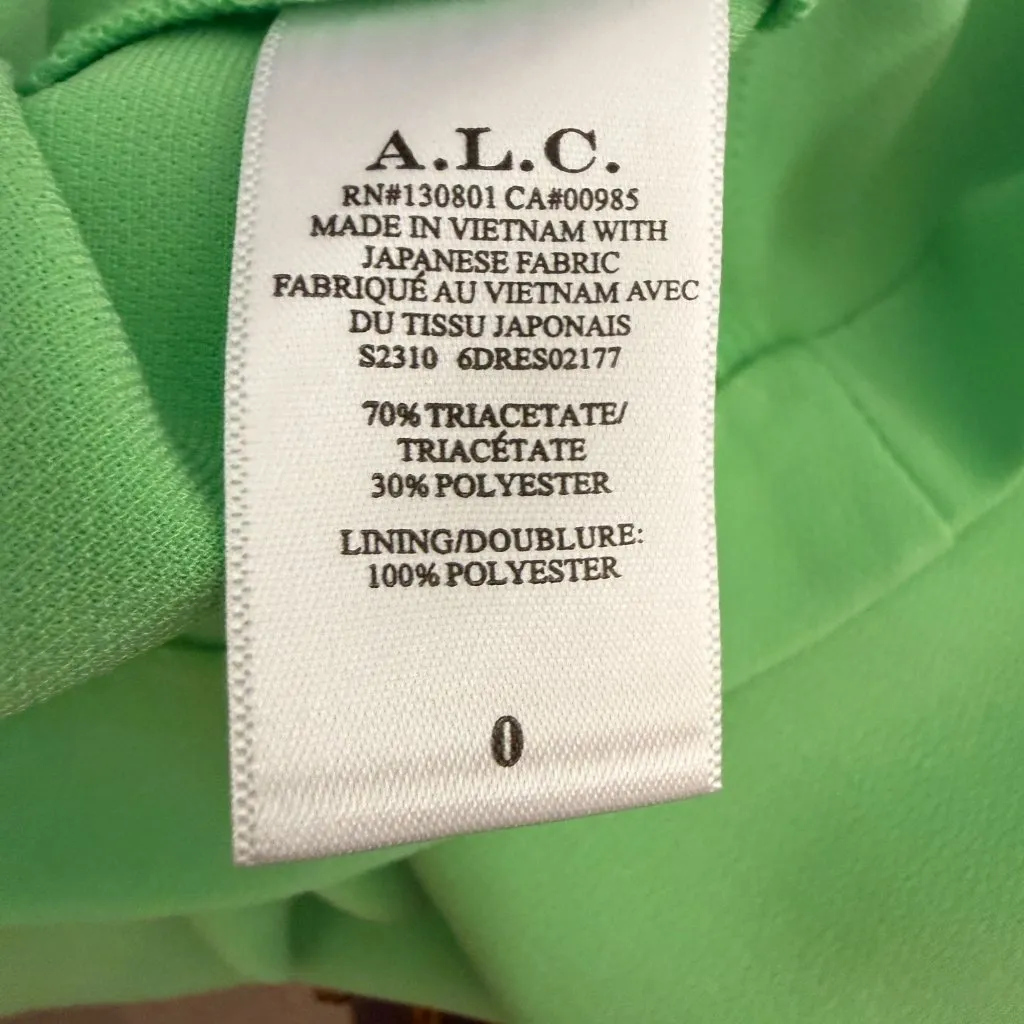 A.L.C.
RN#130801 CA#00985
MADE IN VIETNAM WITH
JAPANESE FABRIC
FABRIQUÉ AU VIETNAM AVEC
DU TISSU JAPONAIS
S2310 6DRES02177
70% TRIACETATE/
TRIACÉTATE
30% POLYESTER
LINING/DOUBLURE:
100% POLYESTER
0